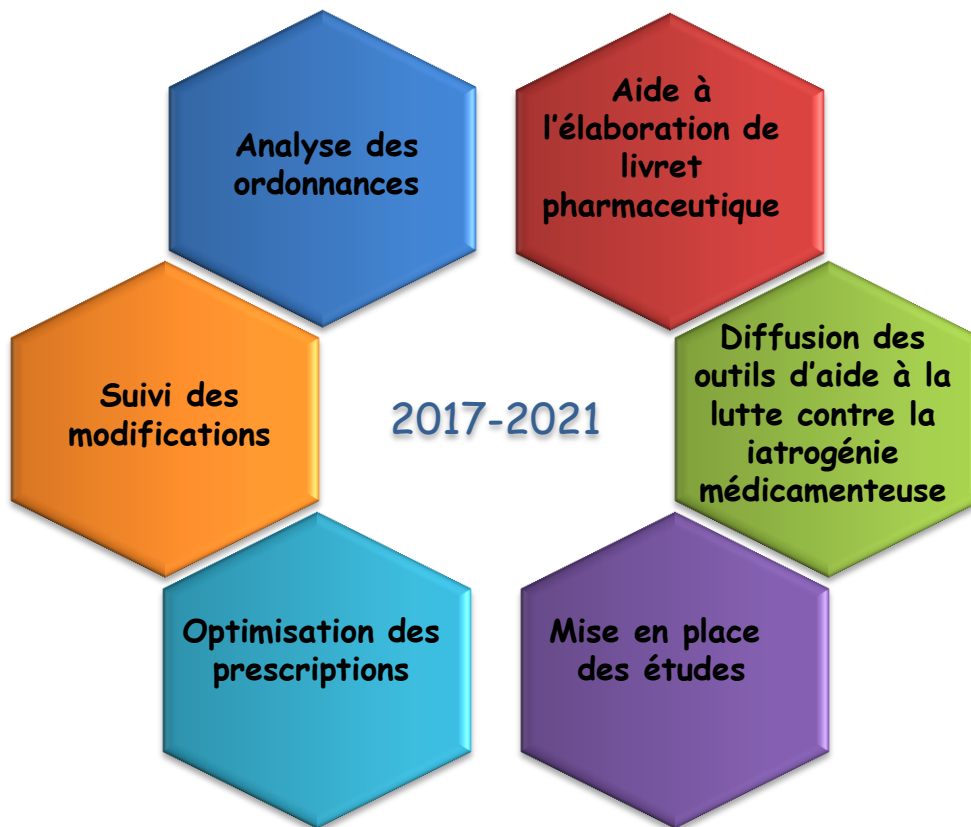 Analyse des
ordonnances
Aide à
l'élaboration de
livret
pharmaceutique
Suivi des
modifications
2017-2021
Diffusion des
outils d'aide à la
lutte contre la
iatrogénie
médicamenteuse
Optimisation des
prescriptions
Mise en place
des études